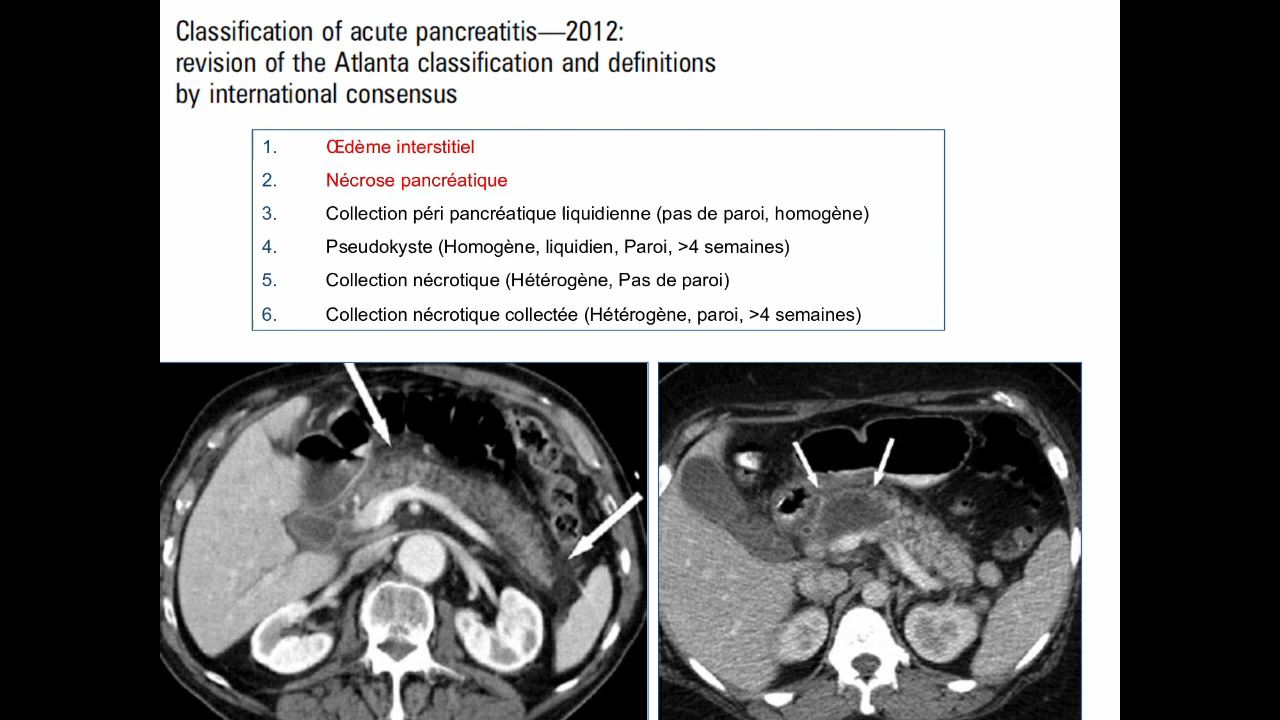 Classification of acute pancreatitis—2012:
revision of the Atlanta classification and definitions
by international consensus
1. Œdème interstitiel
2. Nécrose pancréatique
3. Collection péri pancréatique liquidienne (pas de paroi, homogène)
4. Pseudokyste (Homogène, liquidien, Paroi, >4 semaines)
5. Collection nécrotique (Hétérogène, Pas de paroi)
6. Collection nécrotique collectée (Hétérogène, paroi, >4 semaines)